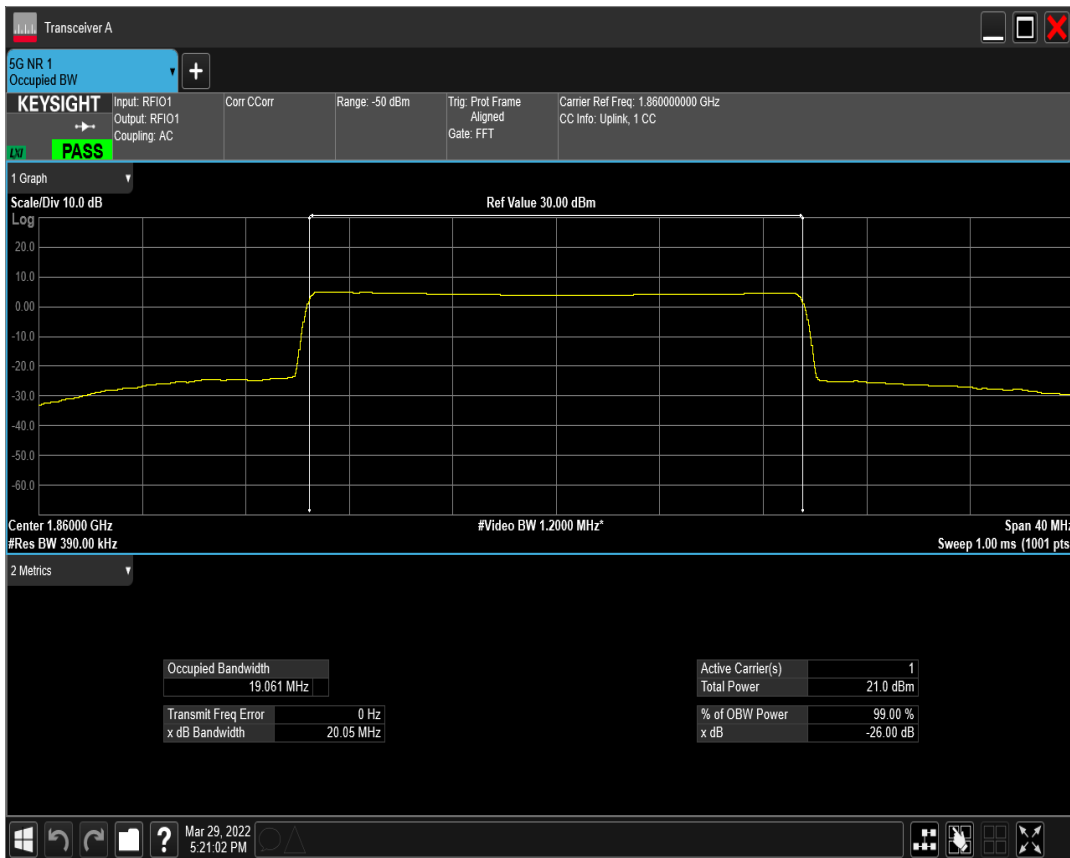 Transceiver A
5G NR 1
Occupied BW
+
KEYSIGHT
LXI
PASS
Input: RFIO1
Output: RFIO1
Coupling: AC
Corr CCorr
Range: -50 dBm
Trig: Prot Frame
Aligned
Gate: FFT
Carrier Ref Freq: 1.860000000 GHz
CC Info: Uplink, 1 CC
1 Graph
Scale/Div 10.0 dB
Ref Value 30.00 dBm
Log
20.0
10.0
0.00
-10.0
-20.0
-30.0
-40.0
-50.0
-60.0
Center 1.86000 GHz
#Video BW 1.2000 MHz*
Span 40 MHz
#Res BW 390.00 kHz
Sweep 1.00 ms (1001 pts
2 Metrics
Occupied Bandwidth
19.061 MHz
Transmit Freq Error 0 Hz
x dB Bandwidth 20.05 MHz
Active Carrier(s) 1
Total Power 21.0 dBm
% of OBW Power 99.00 %
x dB -26.00 dB
?
Mar 29, 2022
5:21:02 PM